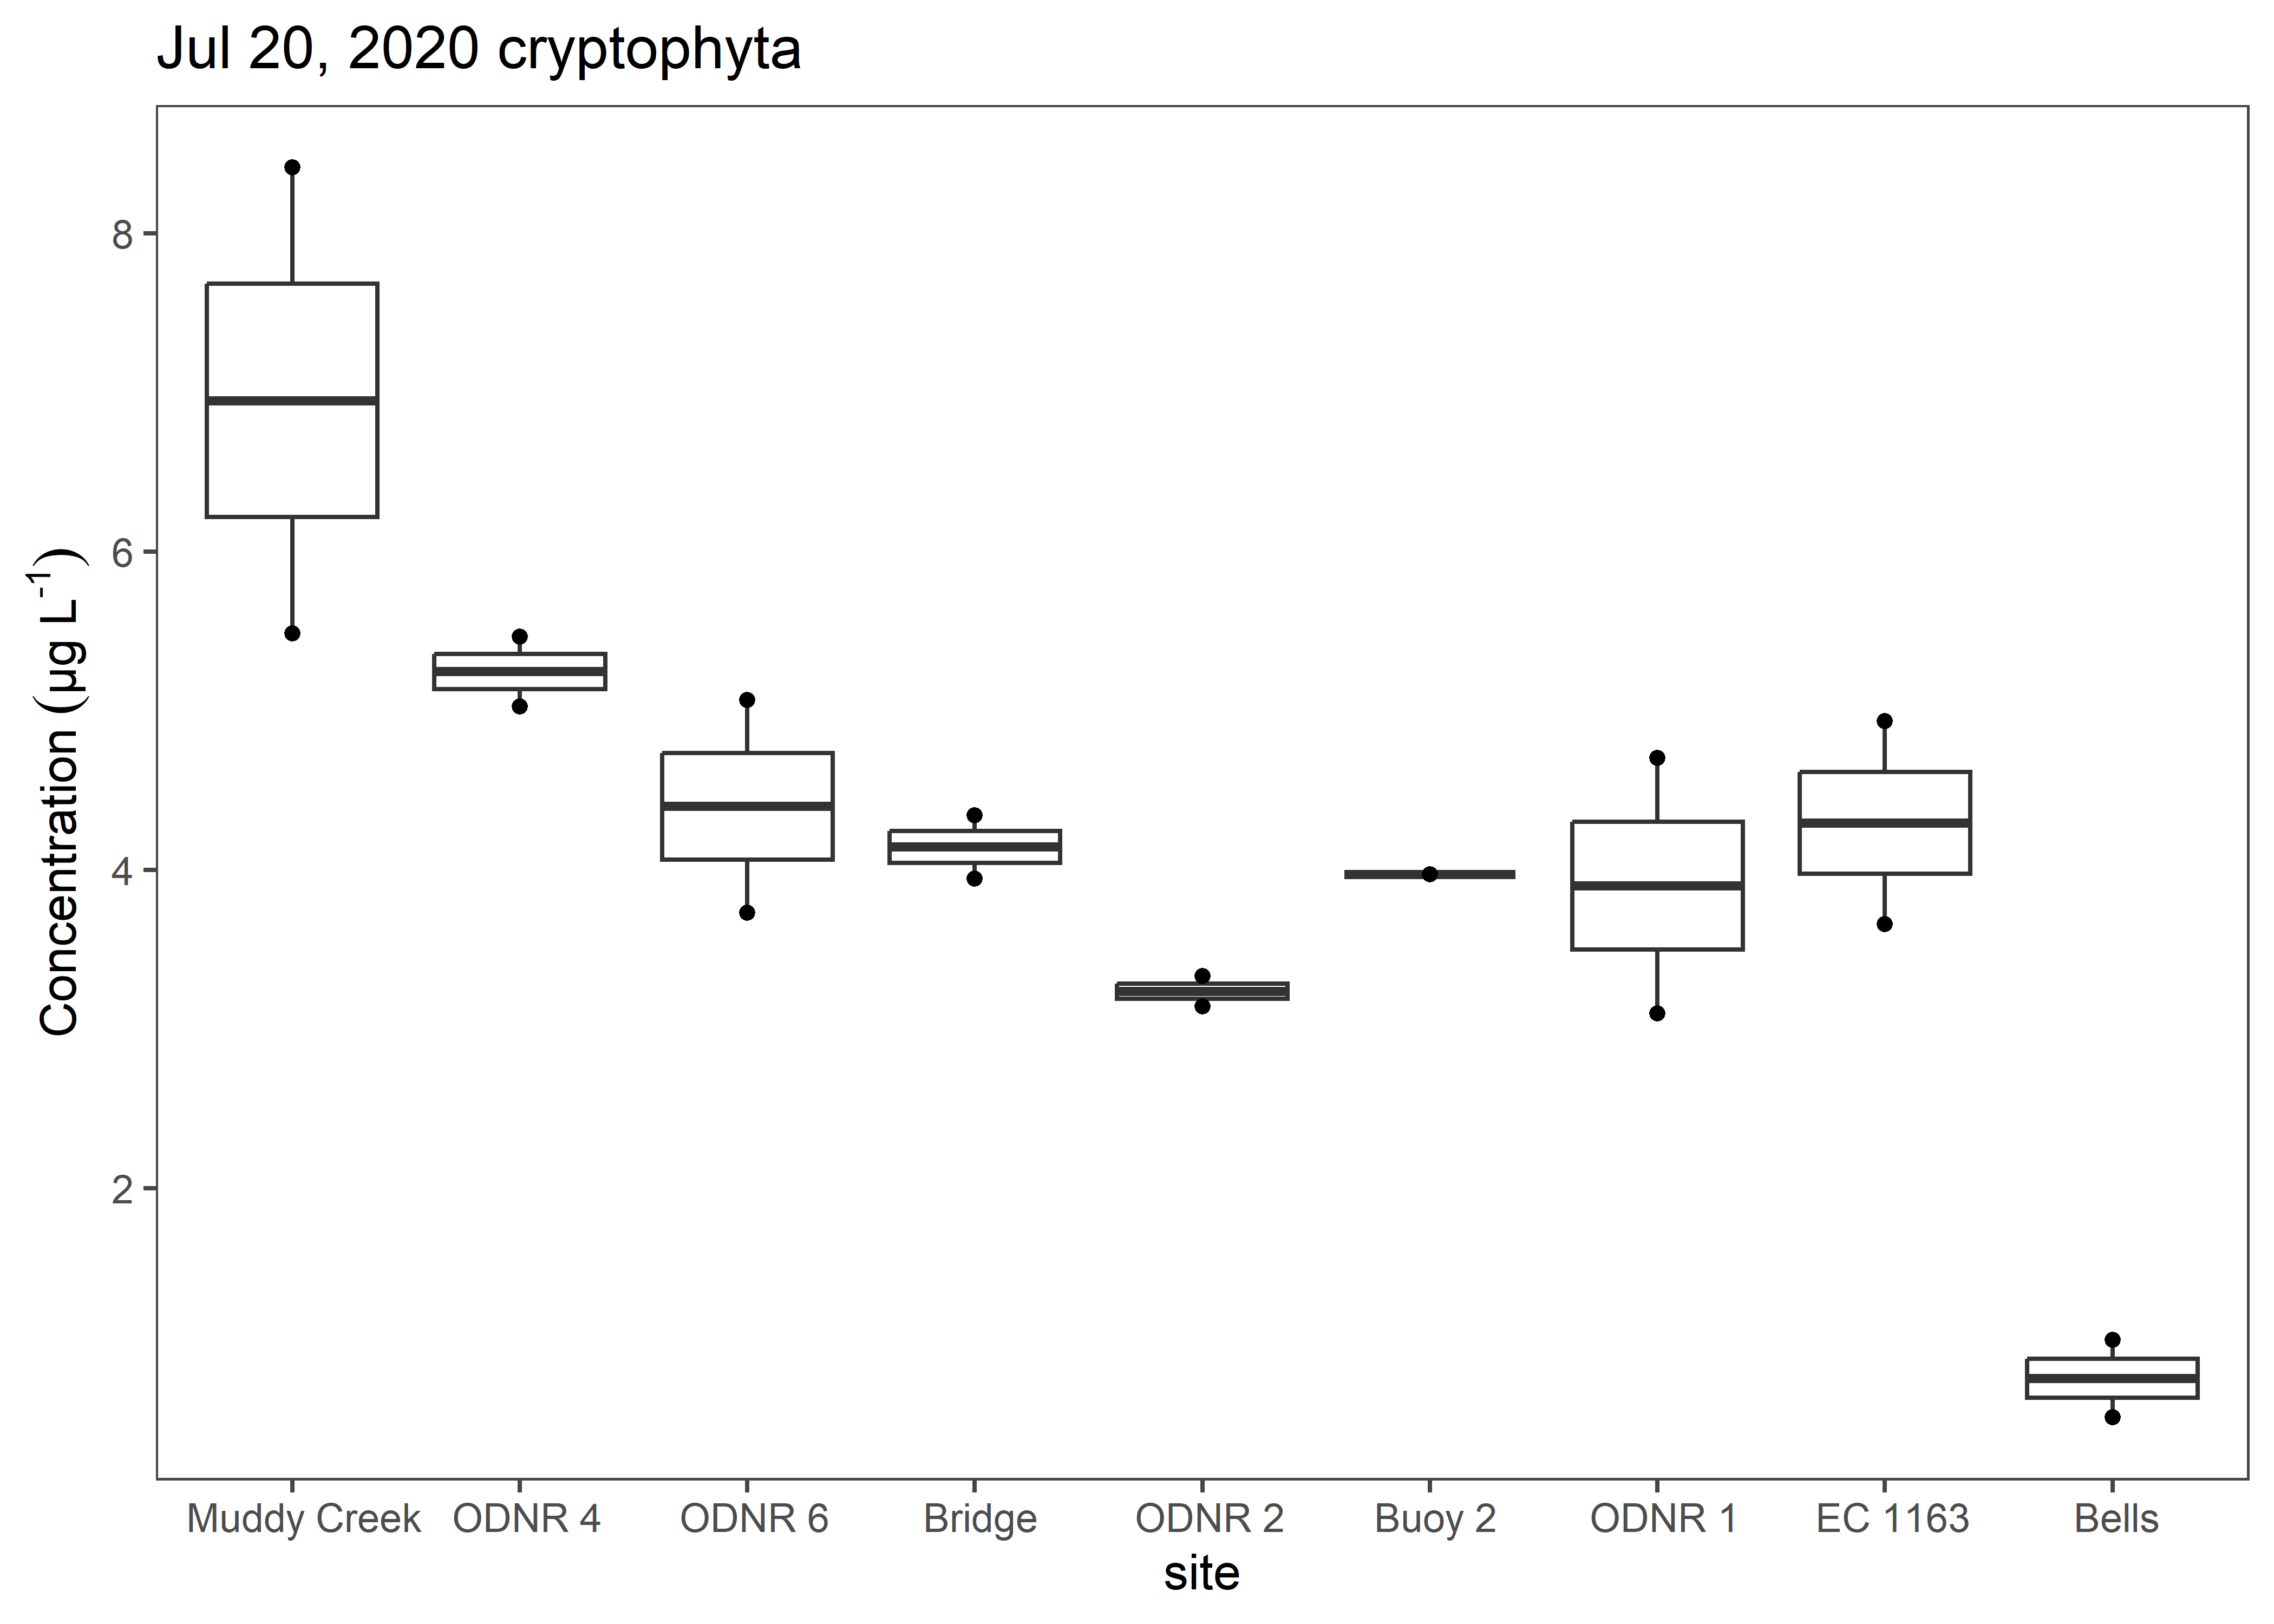 Jul 20, 2020 cryptophyta
Concentration (µg L⁻¹)
8
6
4
2
Muddy Creek ODNR 4 ODNR 6 Bridge ODNR 2 Buoy 2 ODNR 1 EC 1163 Bells
site